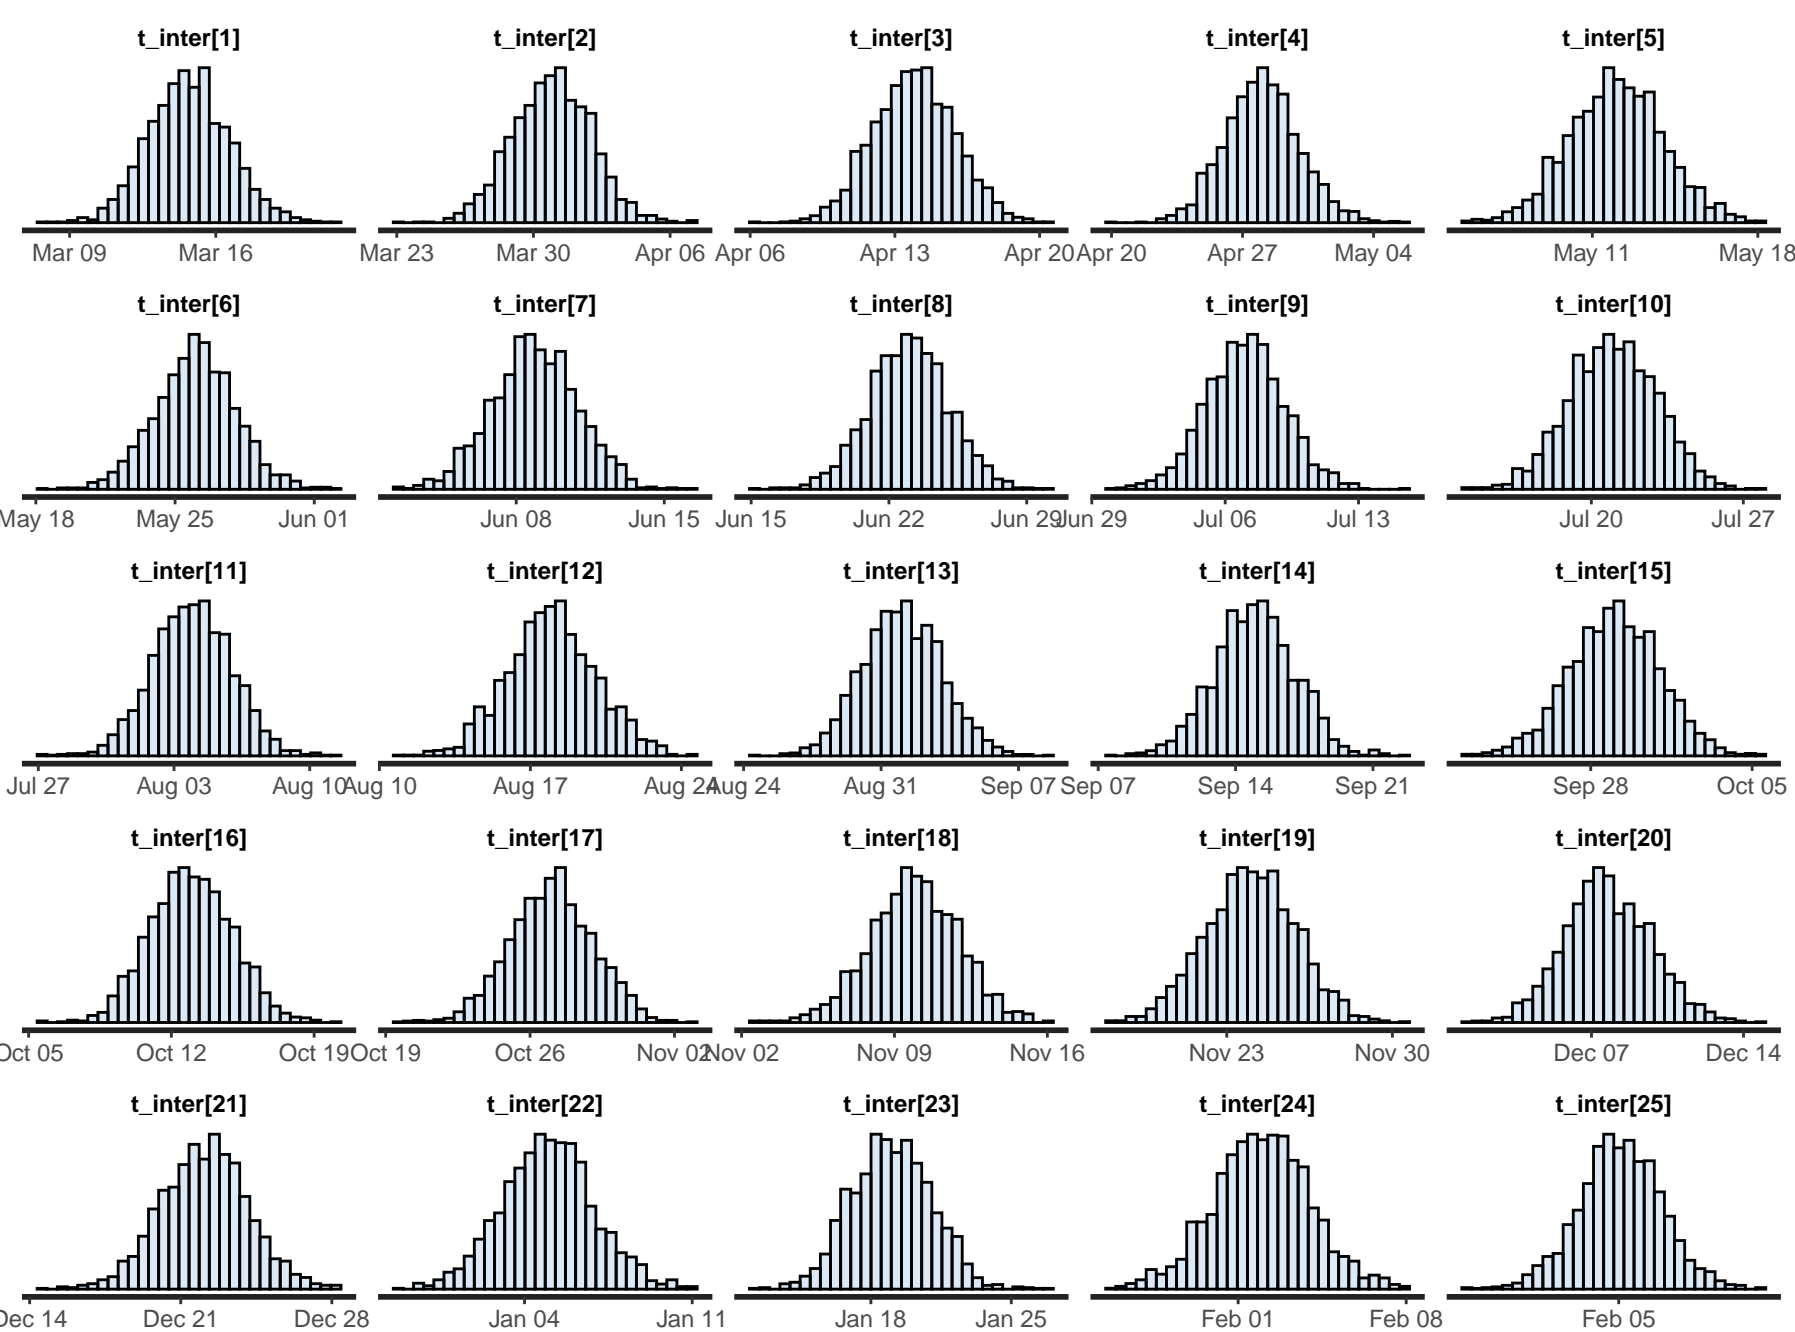 t_inter[1] t_inter[2] t_inter[3] t_inter[4] t_inter[5]
Mar 09 Mar 16 Mar 23 Mar 30 Apr 06 Apr 06 Apr 13 Apr 20 Apr 20 Apr 27 May 04 May 11 May 18
t_inter[6] t_inter[7] t_inter[8] t_inter[9] t_inter[10]
May 18 May 25 Jun 01 Jun 08 Jun 15 Jun 15 Jun 22 Jun 29 Jun 29 Jul 06 Jul 13 Jul 20 Jul 27
t_inter[11] t_inter[12] t_inter[13] t_inter[14] t_inter[15]
Jul 27 Aug 03 Aug 10 Aug 10 Aug 17 Aug 24 Aug 24 Aug 31 Sep 07 Sep 07 Sep 14 Sep 21 Sep 28 Oct 05
t_inter[16] t_inter[17] t_inter[18] t_inter[19] t_inter[20]
Oct 05 Oct 12 Oct 19 Oct 19 Oct 26 Nov 02 Nov 02 Nov 09 Nov 16 Nov 23 Nov 30 Dec 07 Dec 14
t_inter[21] t_inter[22] t_inter[23] t_inter[24] t_inter[25]
Dec 14 Dec 21 Dec 28 Jan 04 Jan 11 Jan 18 Jan 25 Feb 01 Feb 08 Feb 05